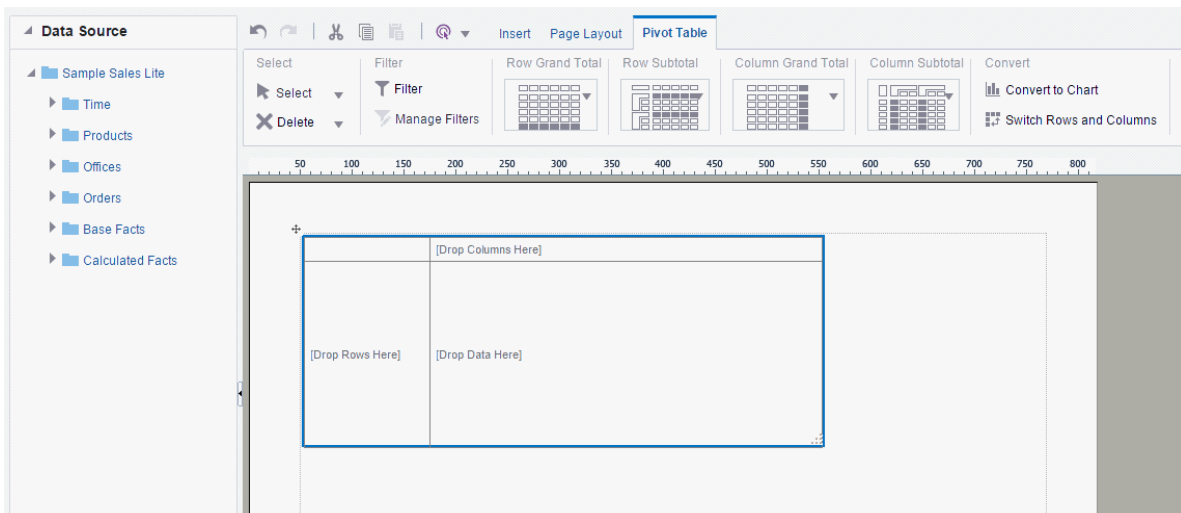 Data Source
Insert Page Layout Pivot Table
Select Filter Row Grand Total Row Subtotal Column Grand Total Column Subtotal Convert
Sample Sales Lite
Select Filter Convert to Chart
Time
Delete Manage Filters Switch Rows and Columns
Products
50 100 150 200 250 300 350 400 450 500 550 600 650 700 750 800
Offices
Orders
Base Facts
[Drop Columns Here]
Calculated Facts
[Drop Rows Here] [Drop Data Here]